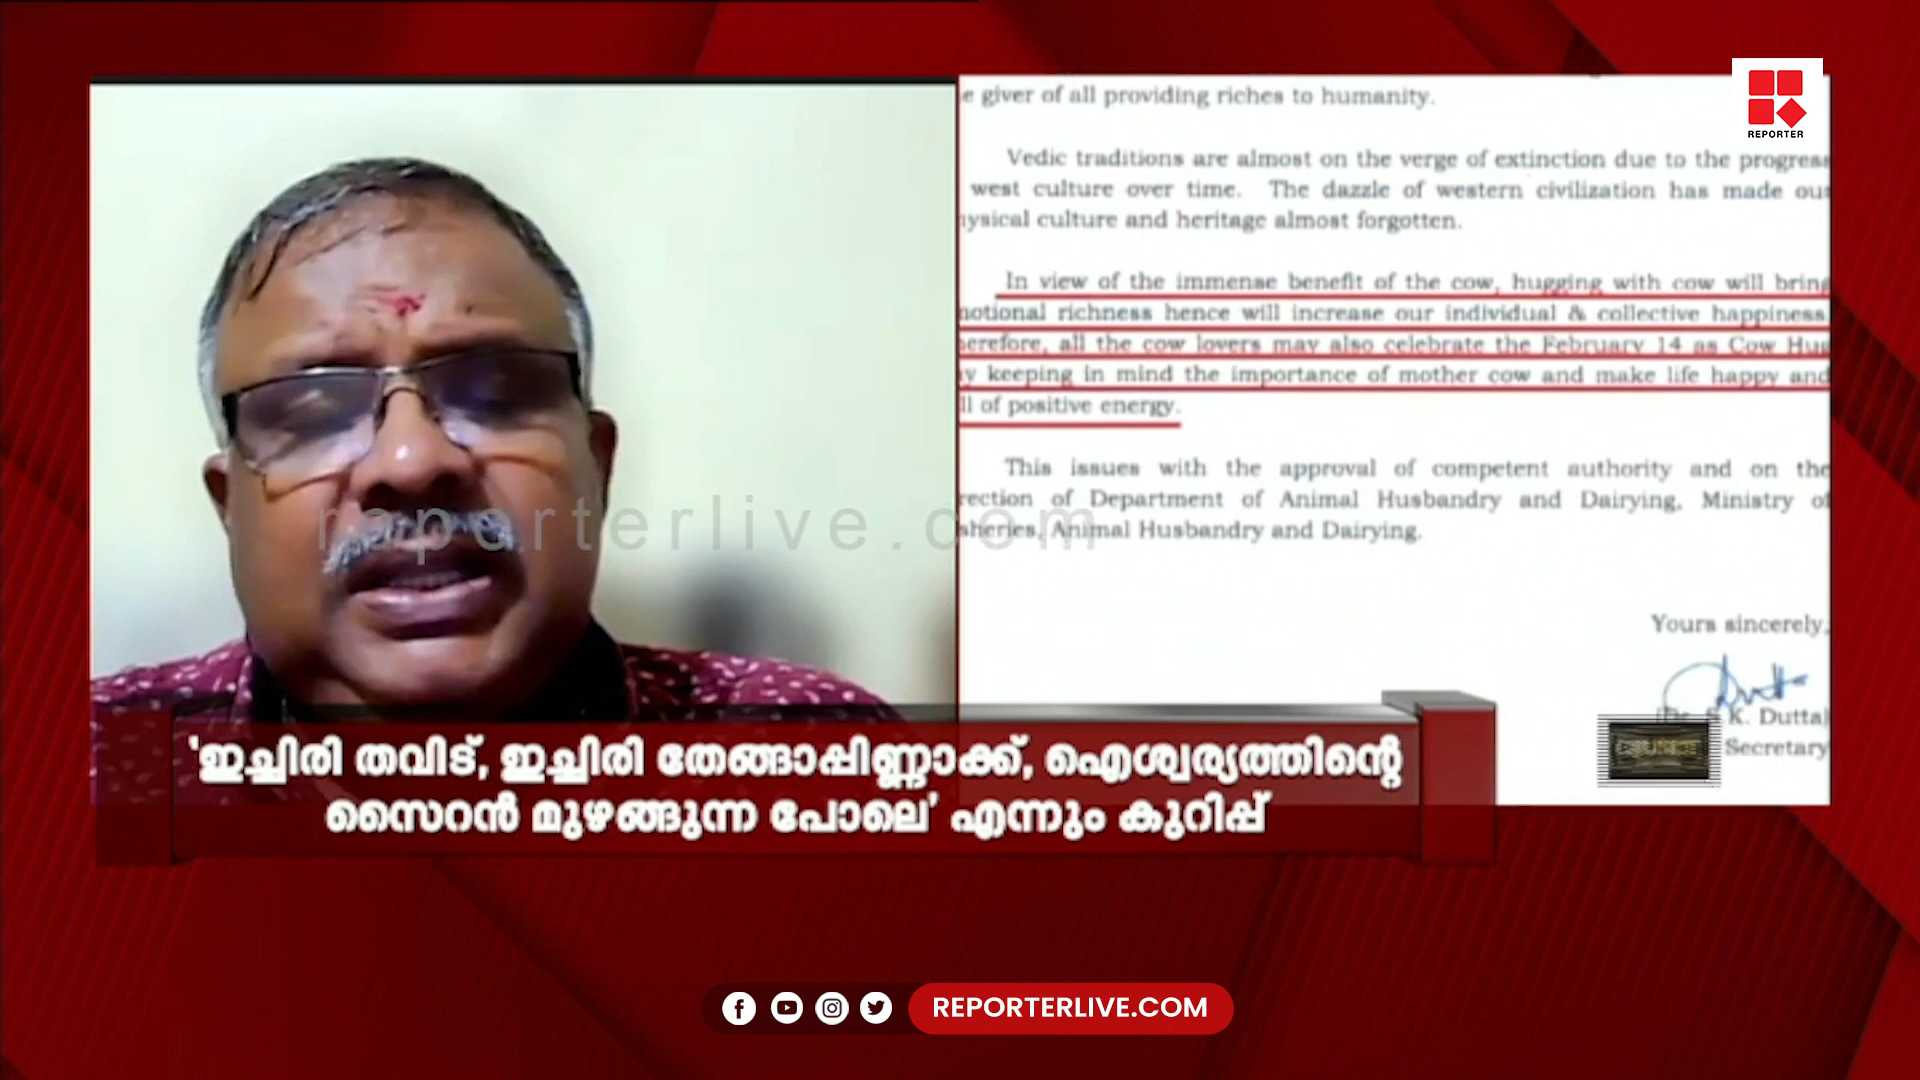 REPORTER
e giver of all providing riches to humanity.
Vedic traditions are almost on the verge of extinction due to the progress
west culture over time. The dazzle of western civilization has made our
ysical culture and heritage almost forgotten.
In view of the immense benefit of the cow, hugging with cow will bring
otional richness hence will increase our individual & collective happiness.
erefore, all the cow lovers may also celebrate the February 14 as Cow Hug
y keeping in mind the importance of mother cow and make life happy and
ll of positive energy.
This issues with the approval of competent authority and on the
rection of Department of Animal Husbandry and Dairying, Ministry of
sheries, Animal Husbandry and Dairying.
reporterlive.com
Yours sincerely,
K. Dutta)
Secretary
'ഇച്ചിരി തവിട്, ഇച്ചിരി തേങ്ങാപ്പിണ്ണാക്ക്, ഐശ്വര്യത്തിന്റെ
സൈറൻ മുഴങ്ങുന്ന പോലെ' എന്നും കുറിപ്പ്
REPORTERLIVE.COM